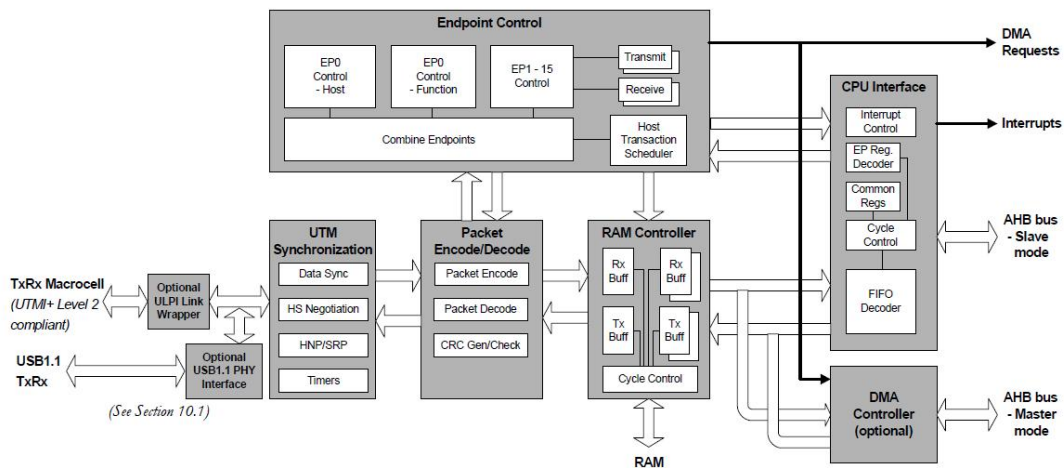 Endpoint Control
EP0
Control
- Host
EP0
Control
- Function
EP1 - 15
Control
Transmit
Receive
Combine Endpoints
Host
Transaction
Scheduler
DMA
Requests
CPU Interface
Interrupt
Control
EP Reg.
Decoder
Common
Regs
Cycle
Control
FIFO
Decoder
Interrupts
AHB bus
- Slave
mode
UTM
Synchronization
Data Sync
HS Negotiation
HNP/SRP
Timers
Packet
Encode/Decode
Packet Encode
Packet Decode
CRC Gen/Check
RAM Controller
Rx
Buff
Rx
Buff
Tx
Buff
Tx
Buff
Cycle Control
TxRx Macrocell
(UTMI+ Level 2
compliant)
Optional
ULPI Link
Wrapper
USB1.1
TxRx
Optional
USB1.1 PHY
Interface
(See Section 10.1)
RAM
DMA
Controller
(optional)
AHB bus
- Master
mode